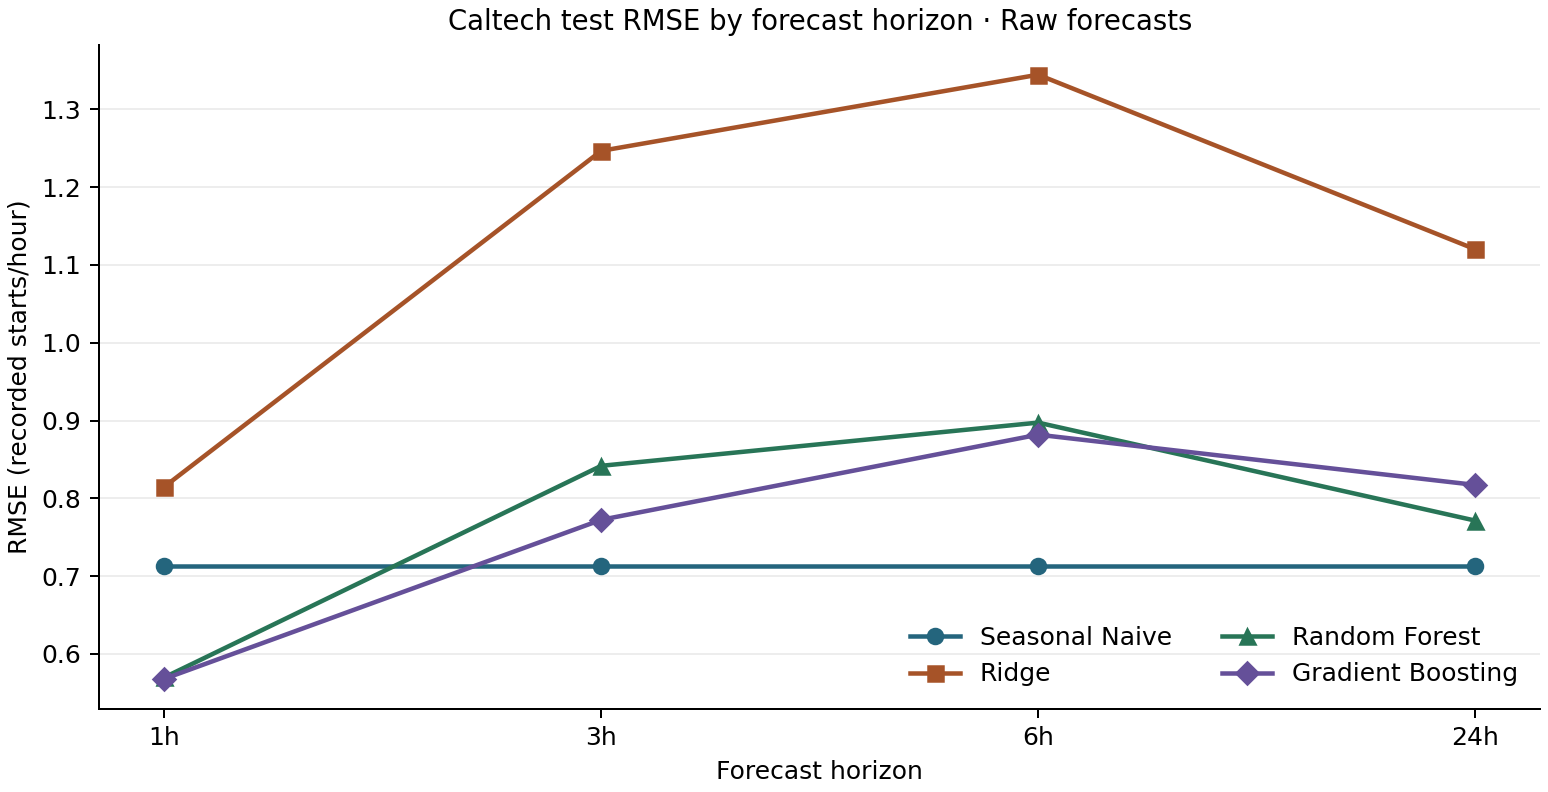 Caltech test RMSE by forecast horizon · Raw forecasts
RMSE (recorded starts/hour)
1.3
1.2
1.1
1.0
0.9
0.8
0.7
0.6
Seasonal Naive
Ridge
Random Forest
Gradient Boosting
1h
3h
6h
24h
Forecast horizon